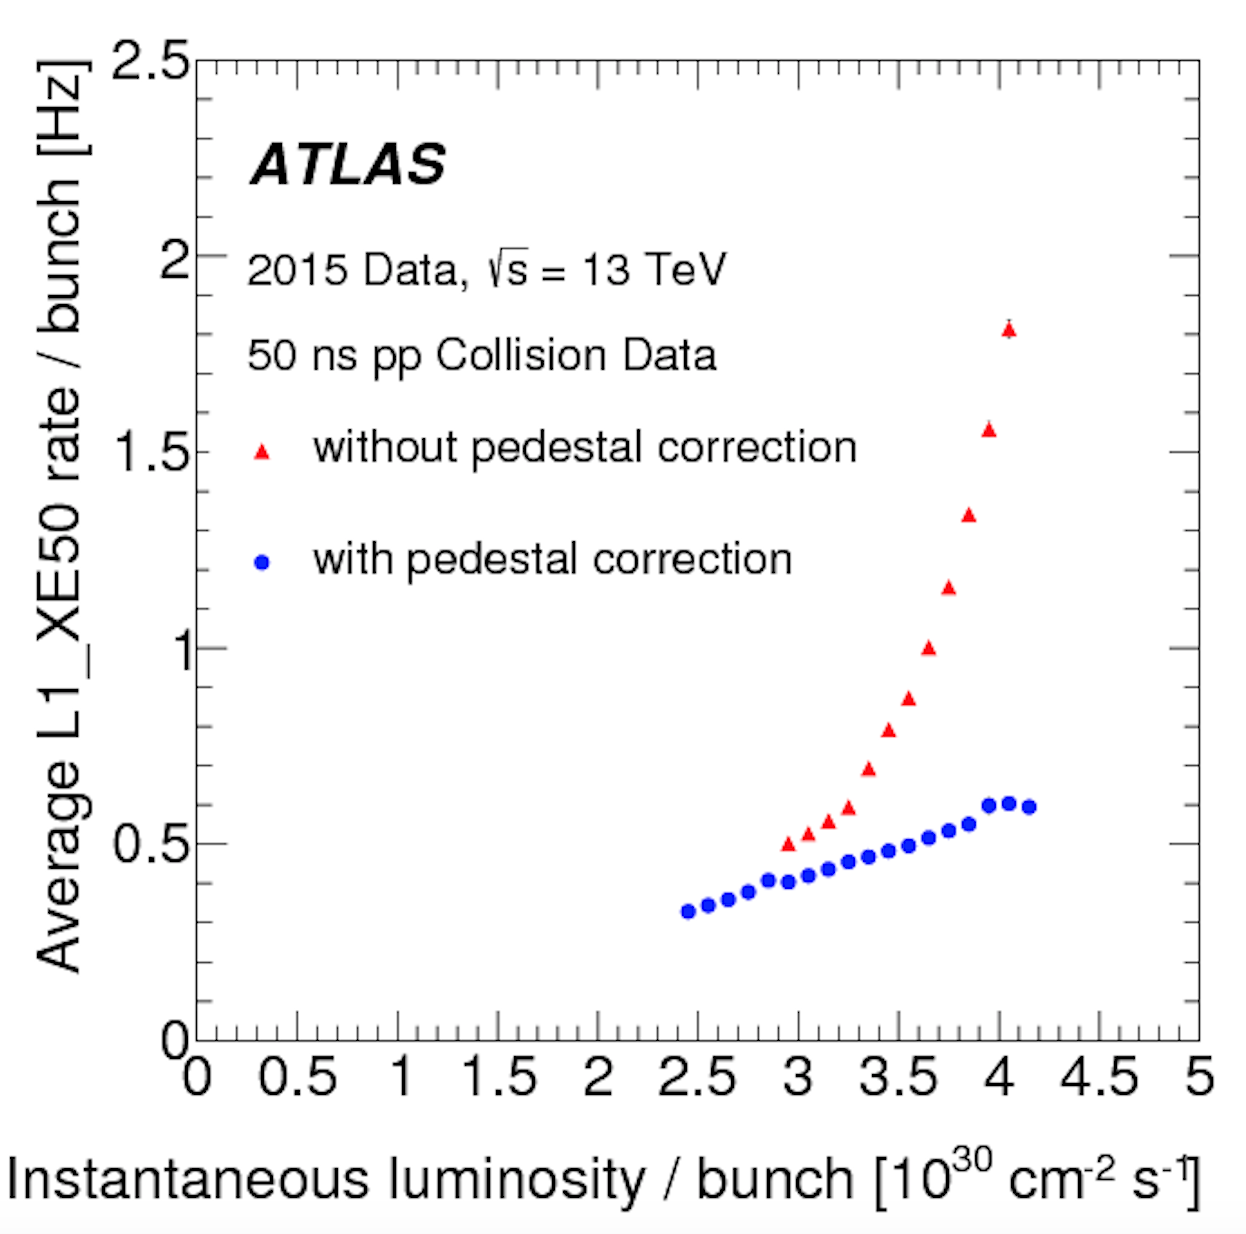 Average L1_XE50 rate / bunch [Hz]
2.5
2
1.5
1
0.5
0
ATLAS
2015 Data, √s = 13 TeV
50 ns pp Collision Data
without pedestal correction
with pedestal correction
0 0.5 1 1.5 2 2.5 3 3.5 4 4.5 5
Instantaneous luminosity / bunch [10³⁰ cm⁻² s⁻¹]